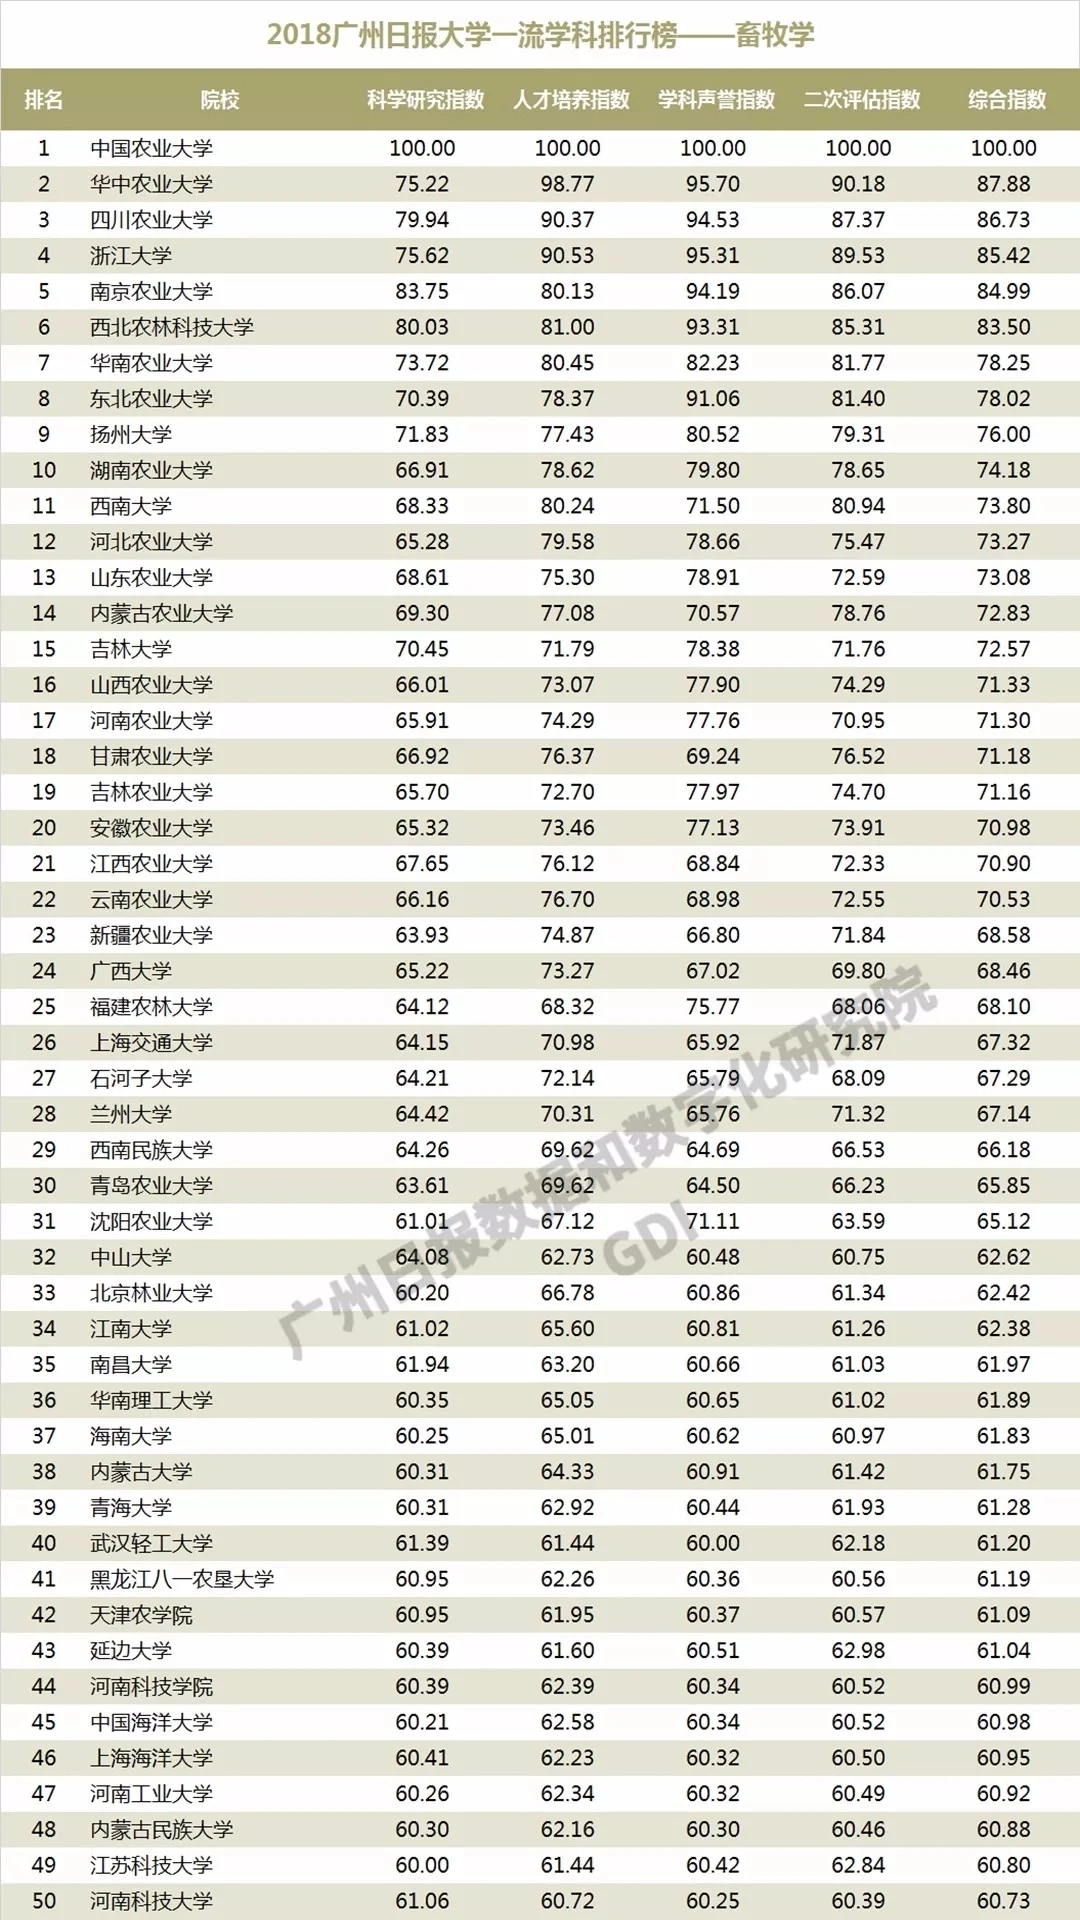 2018广州日报大学一流学科排行榜——畜牧学
排名 院校 科学研究指数 人才培养指数 学科声誉指数 二次评估指数 综合指数
1 中国农业大学 100.00 100.00 100.00 100.00 100.00
2 华中农业大学 75.22 98.77 95.70 90.18 87.88
3 四川农业大学 79.94 90.37 94.53 87.37 86.73
4 浙江大学 75.62 90.53 95.31 89.53 85.42
5 南京农业大学 83.75 80.13 94.19 86.07 84.99
6 西北农林科技大学 80.03 81.00 93.31 85.31 83.50
7 华南农业大学 73.72 80.45 82.23 81.77 78.25
8 东北农业大学 70.39 78.37 91.06 81.40 78.02
9 扬州大学 71.83 77.43 80.52 79.31 76.00
10 湖南农业大学 66.91 78.62 79.80 78.65 74.18
11 西南大学 68.33 80.24 71.50 80.94 73.80
12 河北农业大学 65.28 79.58 78.66 75.47 73.27
13 山东农业大学 68.61 75.30 78.91 72.59 73.08
14 内蒙古农业大学 69.30 77.08 70.57 78.76 72.83
15 吉林大学 70.45 71.79 78.38 71.76 72.57
16 山西农业大学 66.01 73.07 77.90 74.29 71.33
17 河南农业大学 65.91 74.29 77.76 70.95 71.30
18 甘肃农业大学 66.92 76.37 69.24 76.52 71.18
19 吉林农业大学 65.70 72.70 77.97 74.70 71.16
20 安徽农业大学 65.32 73.46 77.13 73.91 70.98
21 江西农业大学 67.65 76.12 68.84 72.33 70.90
22 云南农业大学 66.16 76.70 68.98 72.55 70.53
23 新疆农业大学 63.93 74.87 66.80 71.84 68.58
24 广西大学 65.22 73.27 67.02 69.80 68.46
25 福建农林大学 64.12 68.32 75.77 68.06 68.10
26 上海交通大学 64.15 70.98 65.92 71.87 67.32
27 石河子大学 64.21 72.14 65.79 68.09 67.29
28 兰州大学 64.42 70.31 65.76 71.32 67.14
29 西南民族大学 64.26 69.62 64.69 66.53 66.18
30 青岛农业大学 63.61 69.62 64.50 66.23 65.85
31 沈阳农业大学 61.01 67.12 71.11 63.59 65.12
32 中山大学 64.08 62.73 60.48 60.75 62.62
33 北京林业大学 60.20 66.78 60.86 61.34 62.42
34 江南大学 61.02 65.60 60.81 61.26 62.38
35 南昌大学 61.94 63.20 60.66 61.03 61.97
36 华南理工大学 60.35 65.05 60.65 61.02 61.89
37 海南大学 60.25 65.01 60.62 60.97 61.83
38 内蒙古大学 60.31 64.33 60.91 61.42 61.75
39 青海大学 60.31 62.92 60.44 61.93 61.28
40 武汉轻工大学 61.39 61.44 60.00 62.18 61.20
41 黑龙江八一农垦大学 60.95 62.26 60.36 60.56 61.19
42 天津农学院 60.95 61.95 60.37 60.57 61.09
43 延边大学 60.39 61.60 60.51 62.98 61.04
44 河南科技学院 60.39 62.39 60.34 60.52 60.99
45 中国海洋大学 60.21 62.58 60.34 60.52 60.98
46 上海海洋大学 60.41 62.23 60.32 60.50 60.95
47 河南工业大学 60.26 62.34 60.32 60.49 60.92
48 内蒙古民族大学 60.30 62.16 60.30 60.46 60.88
49 江苏科技大学 60.00 61.44 60.42 62.84 60.80
50 河南科技大学 61.06 60.72 60.25 60.39 60.73
广州日报数据和数字化研究院
GDI